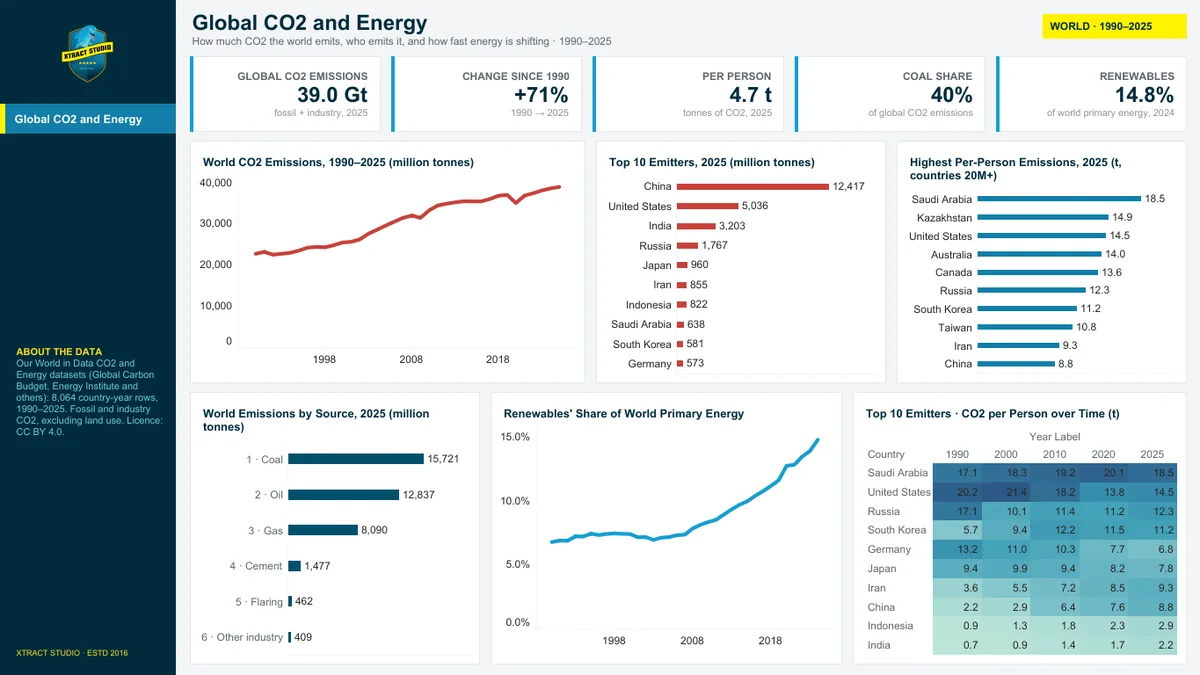 XTRACT STUDIO
Global CO2 and Energy
ABOUT THE DATA
Our World in Data CO2 and
Energy datasets (Global Carbon
Budget, Energy Institute and
others): 8,064 country-year rows,
1990–2025. Fossil and industry
CO2, excluding land use. Licence:
CC BY 4.0.
XTRACT STUDIO · ESTD 2016
Global CO2 and Energy
How much CO2 the world emits, who emits it, and how fast energy is shifting · 1990–2025
WORLD · 1990–2025
GLOBAL CO2 EMISSIONS
39.0 Gt
fossil + industry, 2025
CHANGE SINCE 1990
+71%
1990 → 2025
PER PERSON
4.7 t
tonnes of CO2, 2025
COAL SHARE
40%
of global CO2 emissions
RENEWABLES
14.8%
of world primary energy, 2024
World CO2 Emissions, 1990–2025 (million tonnes)
40,000
30,000
20,000
10,000
0
1998 2008 2018
Top 10 Emitters, 2025 (million tonnes)
China 12,417
United States 5,036
India 3,203
Russia 1,767
Japan 960
Iran 855
Indonesia 822
Saudi Arabia 638
South Korea 581
Germany 573
Highest Per-Person Emissions, 2025 (t,
countries 20M+)
Saudi Arabia 18.5
Kazakhstan 14.9
United States 14.5
Australia 14.0
Canada 13.6
Russia 12.3
South Korea 11.2
Taiwan 10.8
Iran 9.3
China 8.8
World Emissions by Source, 2025 (million
tonnes)
1 · Coal 15,721
2 · Oil 12,837
3 · Gas 8,090
4 · Cement 1,477
5 · Flaring 462
6 · Other industry 409
Renewables' Share of World Primary Energy
15.0%
10.0%
5.0%
0.0%
1998 2008 2018
Top 10 Emitters · CO2 per Person over Time (t)
Year Label
Country 1990 2000 2010 2020 2025
Saudi Arabia 17.1 18.3 19.2 20.1 18.5
United States 20.2 21.4 18.2 13.8 14.5
Russia 17.1 10.1 11.4 11.2 12.3
South Korea 5.7 9.4 12.2 11.5 11.2
Germany 13.2 11.0 10.3 7.7 6.8
Japan 9.4 9.9 9.4 8.2 7.8
Iran 3.6 5.5 7.2 8.5 9.3
China 2.2 2.9 6.4 7.6 8.8
Indonesia 0.9 1.3 1.8 2.3 2.9
India 0.7 0.9 1.4 1.7 2.2